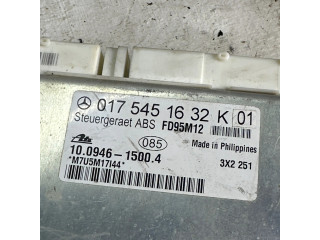 017 545 16 32 K 01
Steuergeraet ABS FD95M12
Ate 085 Made in Philippines
10.0946-1500.4 3X2 251
*M7U5M17I44*